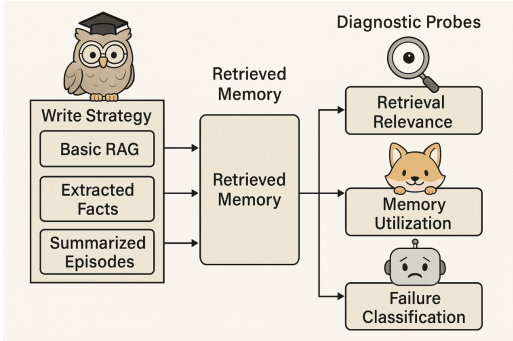 Diagnostic Probes
Retrieved
Memory
Write Strategy
Basic RAG
Extracted
Facts
Summarized
Episodes
Retrieved
Memory
Retrieval
Relevance
Memory
Utilization
Failure
Classification